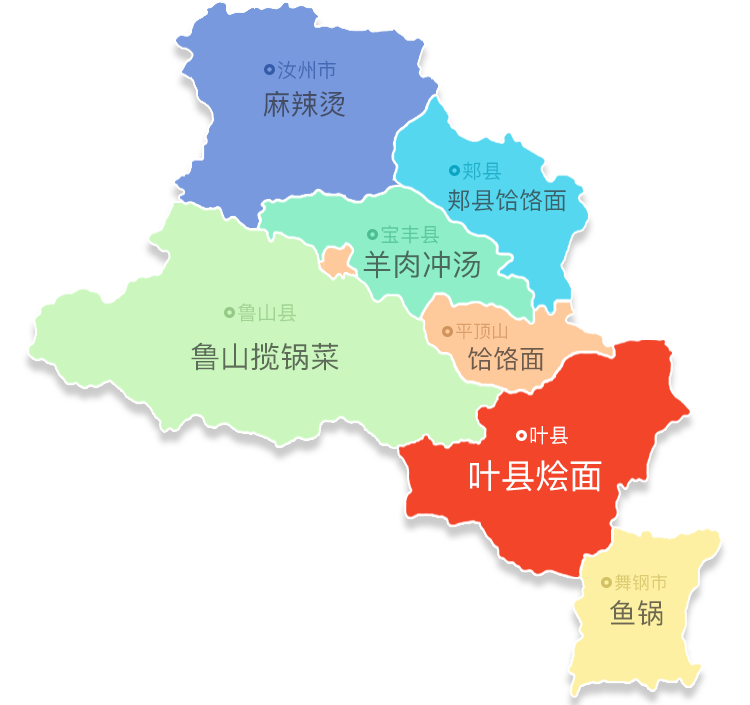 汝州市
麻辣烫
郏县
郏县饸饹面
宝丰县
羊肉冲汤
鲁山县
鲁山揽锅菜
平顶山
饸饹面
叶县
叶县烩面
舞钢市
鱼锅